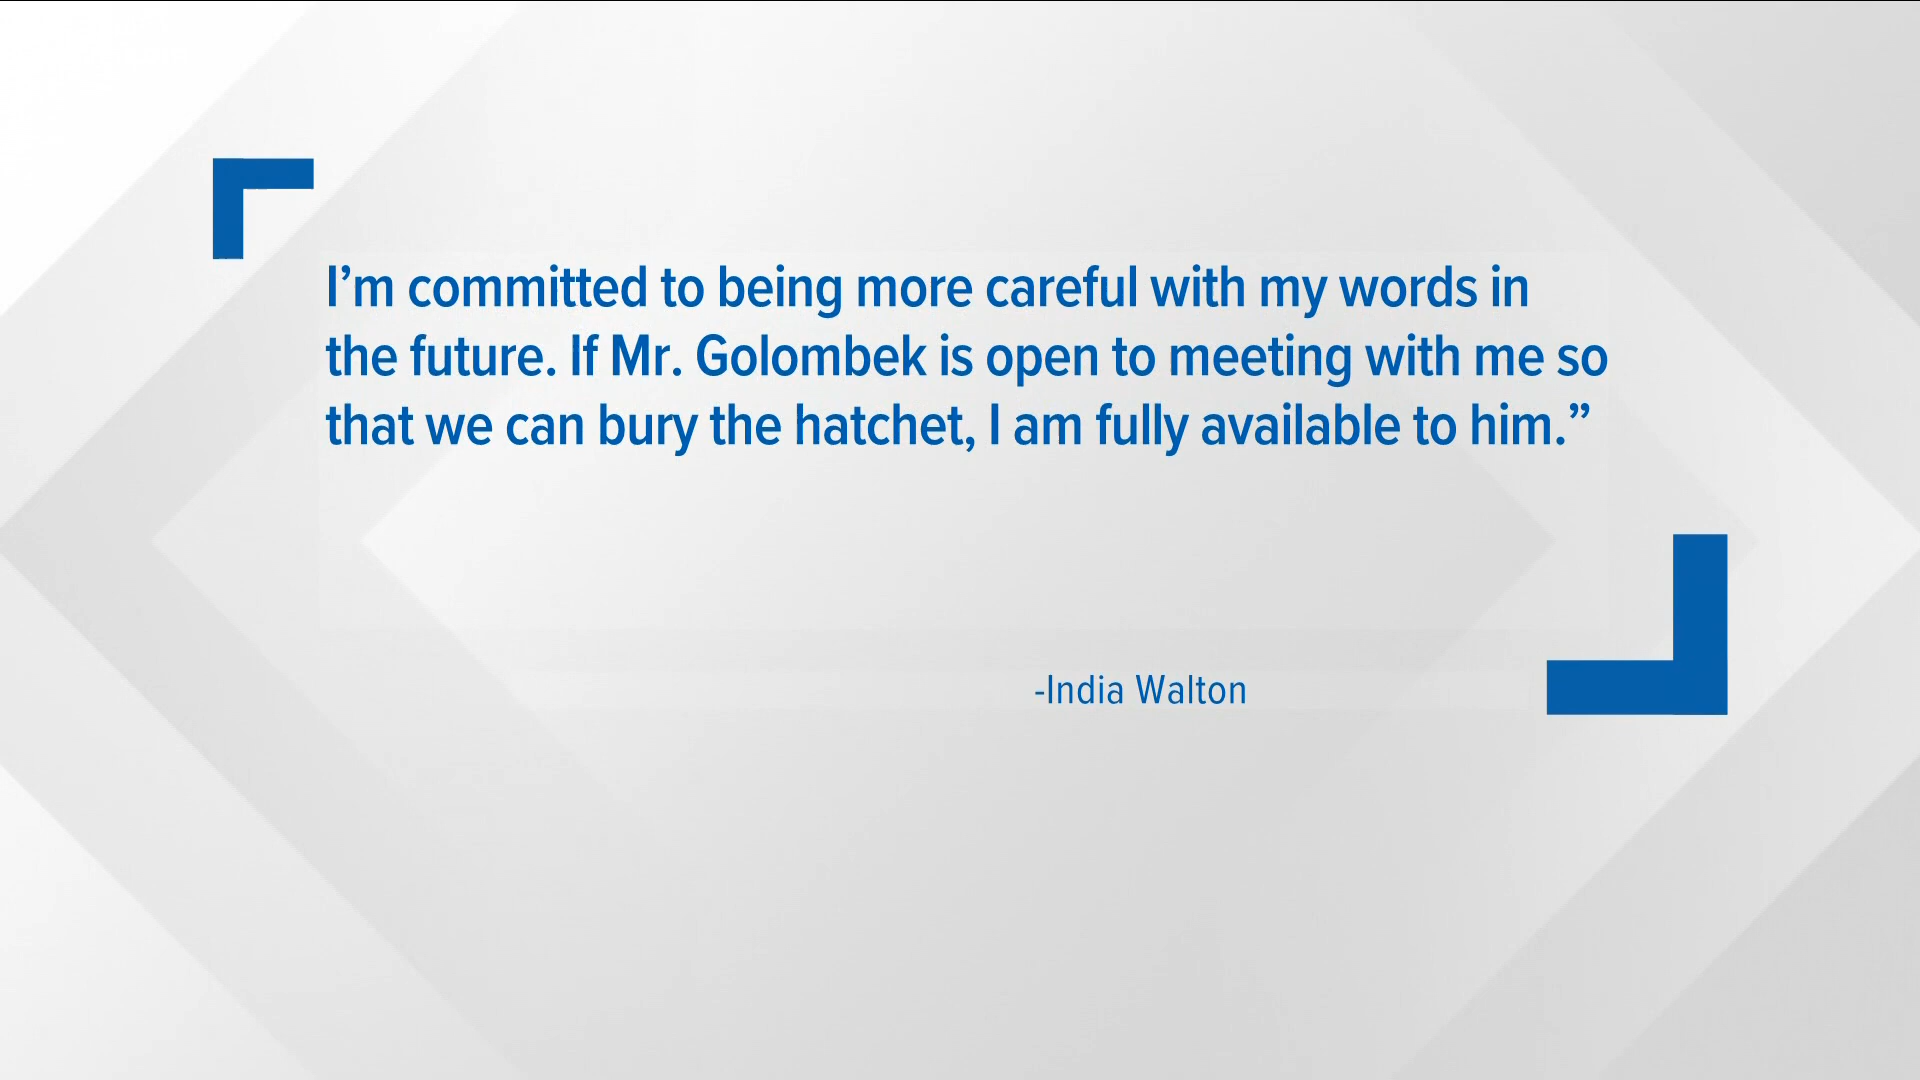 I’m committed to being more careful with my words in
the future. If Mr. Golombek is open to meeting with me so
that we can bury the hatchet, I am fully available to him.”
-India Walton